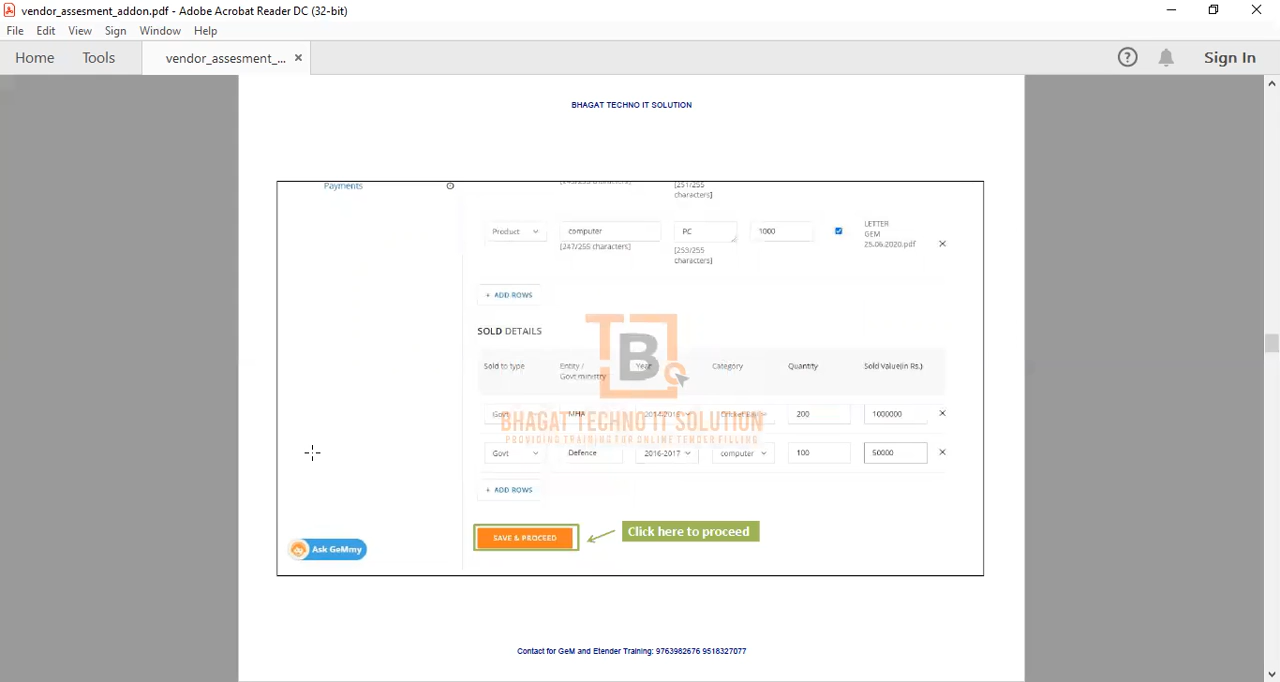 vendor_assesment_addon.pdf - Adobe Acrobat Reader DC (32-bit)
File Edit View Sign Window Help
Home Tools vendor_assesment_... × Sign In
BHAGAT TECHNO IT SOLUTION
Payments
[251/255
characters]
Product computer PC 1000 LETTER
GEM
25.06.2020.pdf
[247/255 characters]
[253/255
characters]
+ ADD ROWS
SOLD DETAILS
Sold to type Entity /
Govt ministry Year Category Quantity Sold Value(in Rs.)
Govt MHA 2014-2015 200 1000000
BHAGAT TECHNO IT SOLUTION
PROVIDING TRAINING FOR ONLINE TENDER FILLING
Govt Defence 2016-2017 computer 100 50000
+ ADD ROWS
SAVE & PROCEED
Click here to proceed
Ask GeMmy
Contact for GeM and Etender Training: 9763982676 9518327077